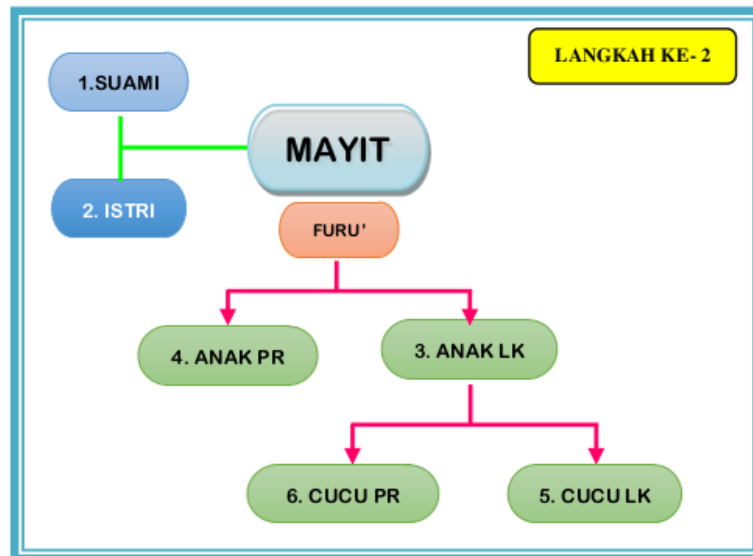 LANGKAH KE- 2
1.SUAMI
MAYIT
2. ISTRI
FURU'
4. ANAK PR
3. ANAK LK
6. CUCU PR
5. CUCU LK